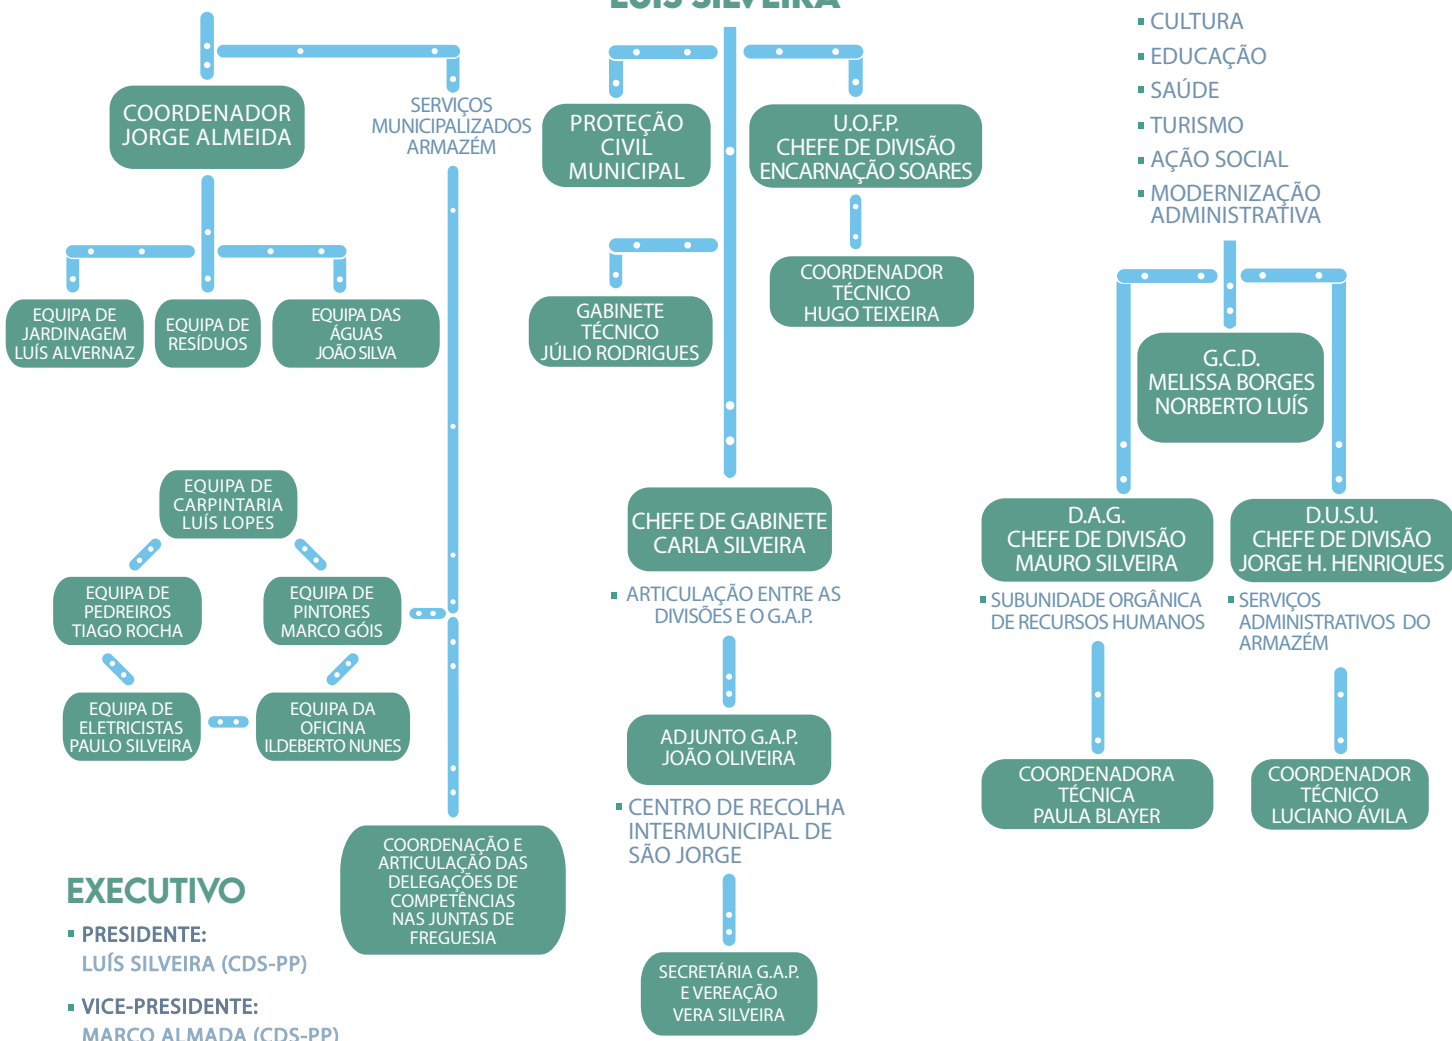 LUÍS SILVEIRA
COORDENADOR
JORGE ALMEIDA
SERVIÇOS
MUNICIPALIZADOS
ARMAZÉM
EQUIPA DE
JARDINAGEM
LUÍS ALVERNAZ
EQUIPA DE
RESÍDUOS
EQUIPA DAS
ÁGUAS
JOÃO SILVA
EQUIPA DE
CARPINTARIA
LUÍS LOPES
EQUIPA DE
PEDREIROS
TIAGO ROCHA
EQUIPA DE
PINTORES
MARCO GÓIS
EQUIPA DE
ELETRICISTAS
PAULO SILVEIRA
EQUIPA DA
OFICINA
ILDEBERTO NUNES
COORDENAÇÃO E
ARTICULAÇÃO DAS
DELEGAÇÕES DE
COMPETÊNCIAS
NAS JUNTAS DE
FREGUESIA
PROTEÇÃO
CIVIL
MUNICIPAL
U.O.F.P.
CHEFE DE DIVISÃO
ENCARNAÇÃO SOARES
COORDENADOR
TÉCNICO
HUGO TEIXEIRA
GABINETE
TÉCNICO
JÚLIO RODRIGUES
CHEFE DE GABINETE
CARLA SILVEIRA
ARTICULAÇÃO ENTRE AS
DIVISÕES E O G.A.P.
ADJUNTO G.A.P.
JOÃO OLIVEIRA
CENTRO DE RECOLHA
INTERMUNICIPAL DE
SÃO JORGE
SECRETÁRIA G.A.P.
E VEREAÇÃO
VERA SILVEIRA
CULTURA
EDUCAÇÃO
SAÚDE
TURISMO
AÇÃO SOCIAL
MODERNIZAÇÃO
ADMINISTRATIVA
G.C.D.
MELISSA BORGES
NORBERTO LUÍS
D.A.G.
CHEFE DE DIVISÃO
MAURO SILVEIRA
SUBUNIDADE ORGÂNICA
DE RECURSOS HUMANOS
COORDENADORA
TÉCNICA
PAULA BLAYER
D.U.S.U.
CHEFE DE DIVISÃO
JORGE H. HENRIQUES
SERVIÇOS
ADMINISTRATIVOS DO
ARMAZÉM
COORDENADOR
TÉCNICO
LUCIANO ÁVILA
EXECUTIVO
PRESIDENTE:
LUÍS SILVEIRA (CDS-PP)
VICE-PRESIDENTE:
MARCO ALMADA (CDS-PP)